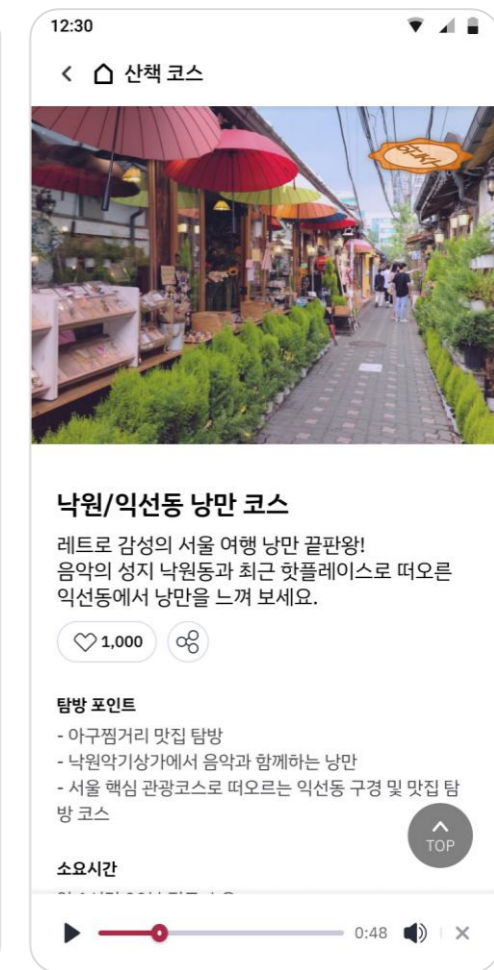 12:30
산책 코스
낙원/익선동 낭만 코스
레트로 감성의 서울 여행 낭만 끝판왕!
음악의 성지 낙원동과 최근 핫플레이스로 떠오른
익선동에서 낭만을 느껴 보세요.
1,000
탐방 포인트
- 아구찜거리 맛집 탐방
- 낙원악기상가에서 음악과 함께하는 낭만
- 서울 핵심 관광코스로 떠오르는 익선동 구경 및 맛집 탐
방 코스
TOP
소요시간
0:48